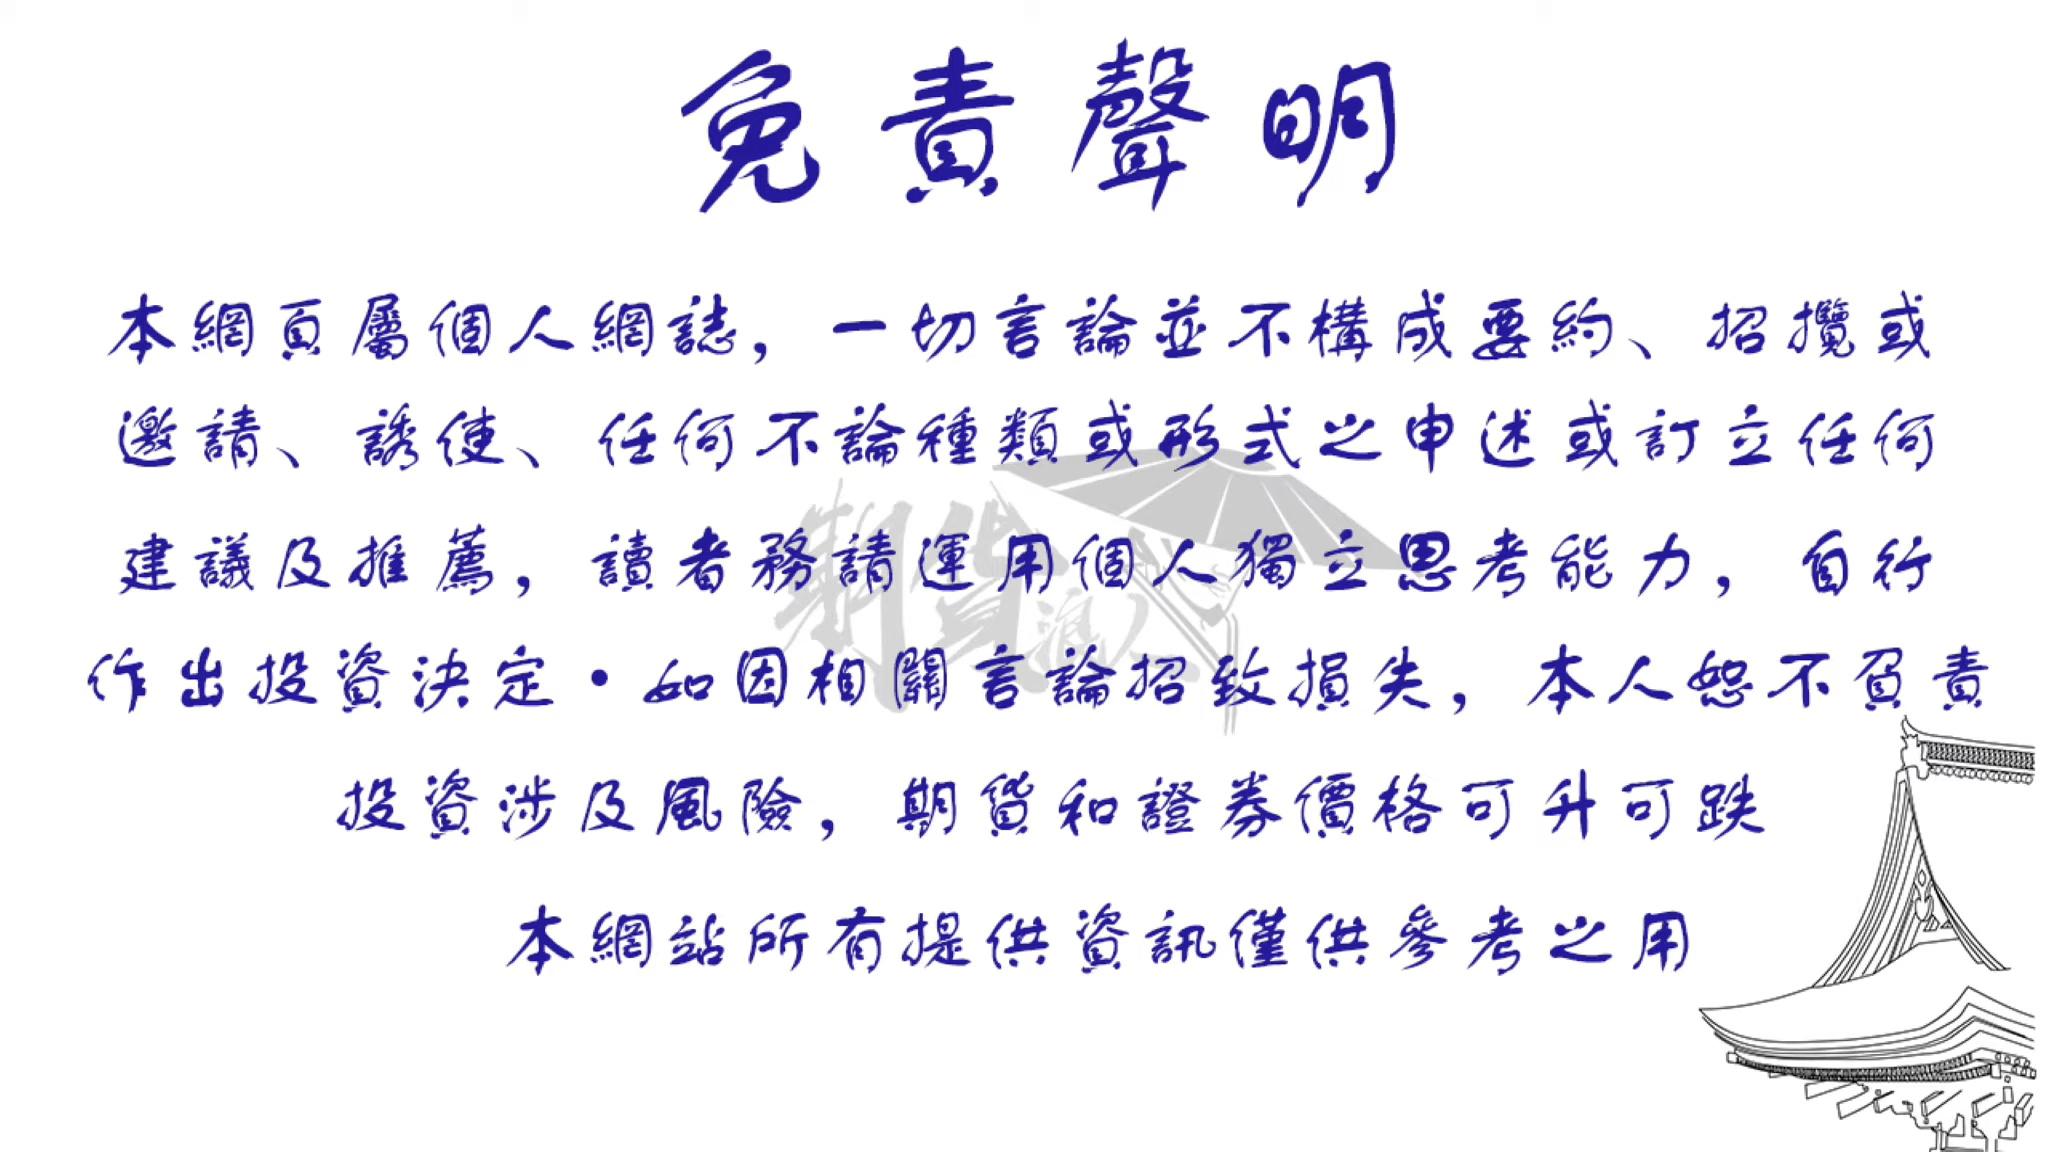 免責聲明
本網頁屬個人網誌，一切言論並不構成要約、招攬或
邀請、誘使、任何不論種類或形式之申述或訂立任何
建議及推薦，讀者務請運用個人獨立思考能力，自行
作出投資決定·如因相關言論招致損失，本人恕不負責
投資涉及風險，期貨和證券價格可升可跌
本網站所有提供資訊僅供參考之用
期貨浪人